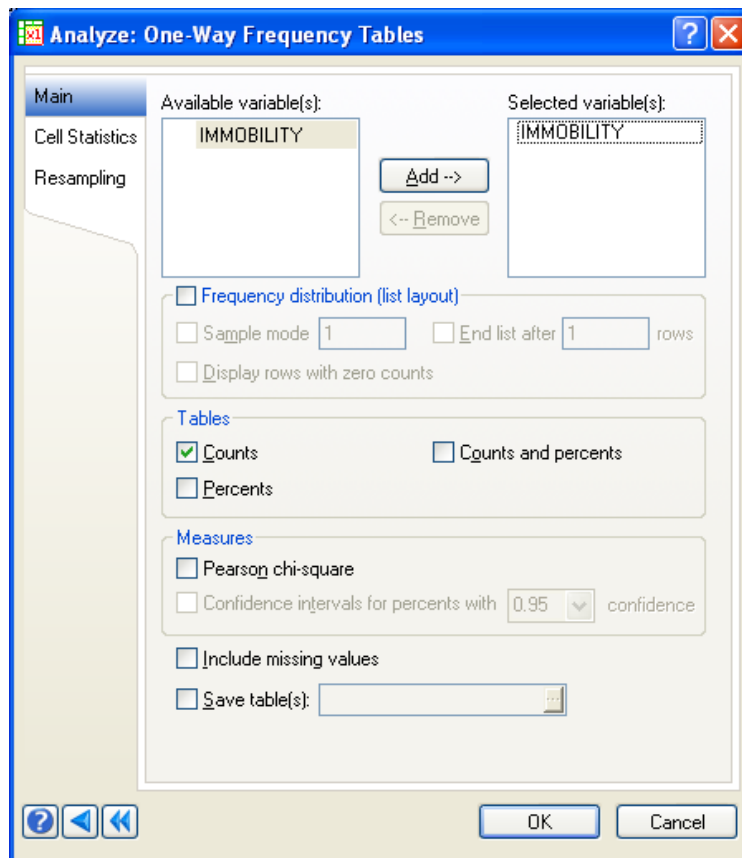 Analyze: One-Way Frequency Tables
Main
Cell Statistics
Resampling
Available variable(s):
IMMOBILITY
Add -->
<-- Remove
Selected variable(s):
IMMOBILITY
Frequency distribution (list layout)
Sample mode 1 End list after 1 rows
Display rows with zero counts
Tables
Counts Counts and percents
Percents
Measures
Pearson chi-square
Confidence intervals for percents with 0.95 confidence
Include missing values
Save table(s): ...
OK Cancel